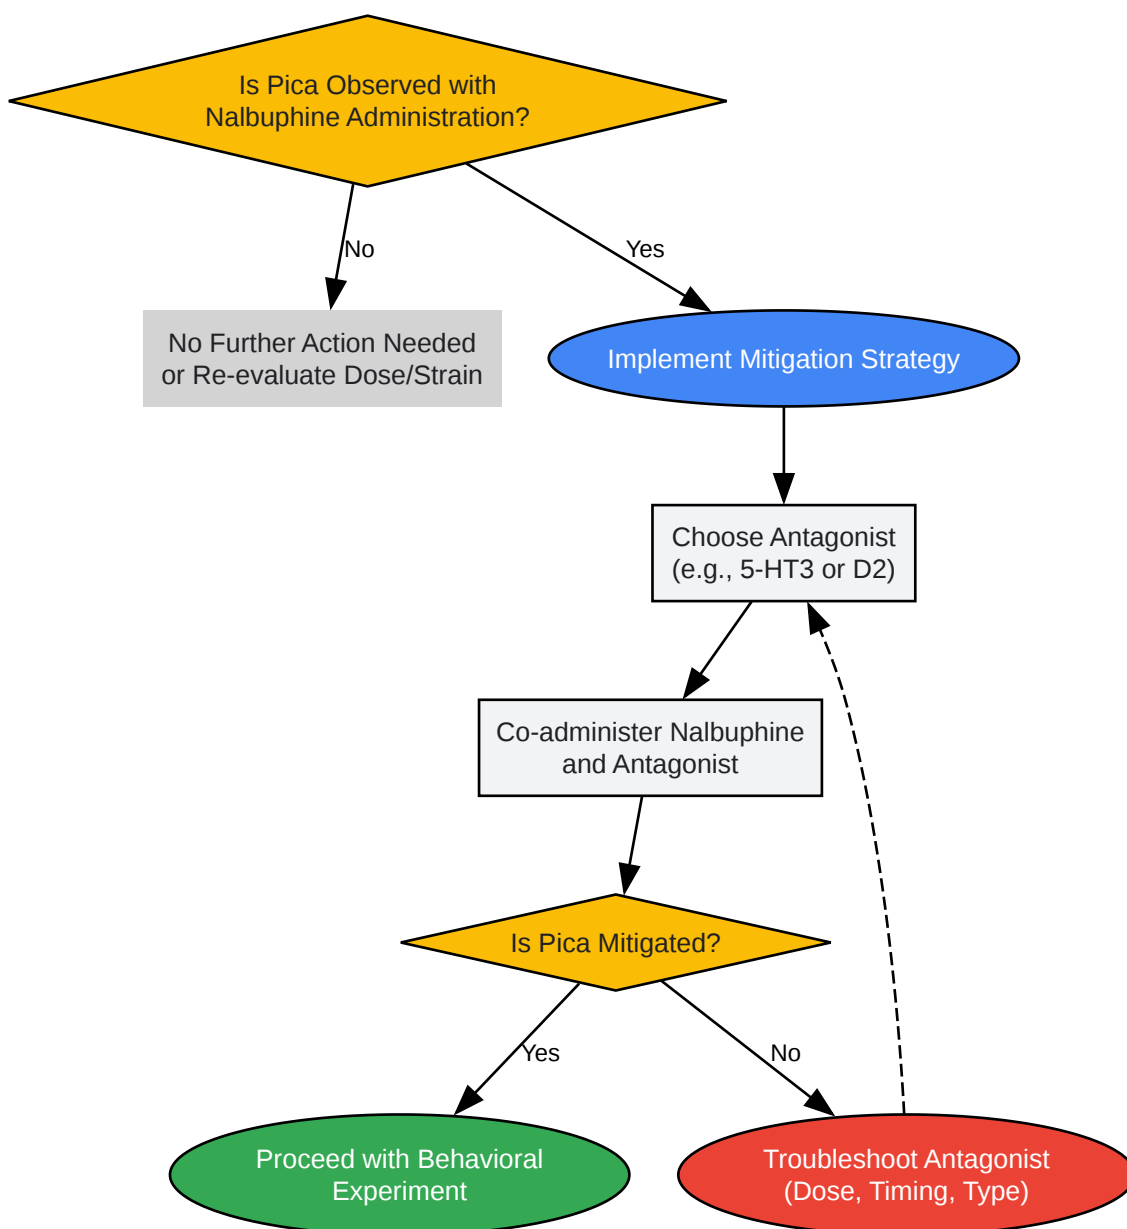 Is Pica Observed with
Nalbuphine Administration?
No
Yes
No Further Action Needed
or Re-evaluate Dose/Strain
Implement Mitigation Strategy
Choose Antagonist
(e.g., 5-HT3 or D2)
Co-administer Nalbuphine
and Antagonist
Is Pica Mitigated?
Yes
No
Proceed with Behavioral
Experiment
Troubleshoot Antagonist
(Dose, Timing, Type)